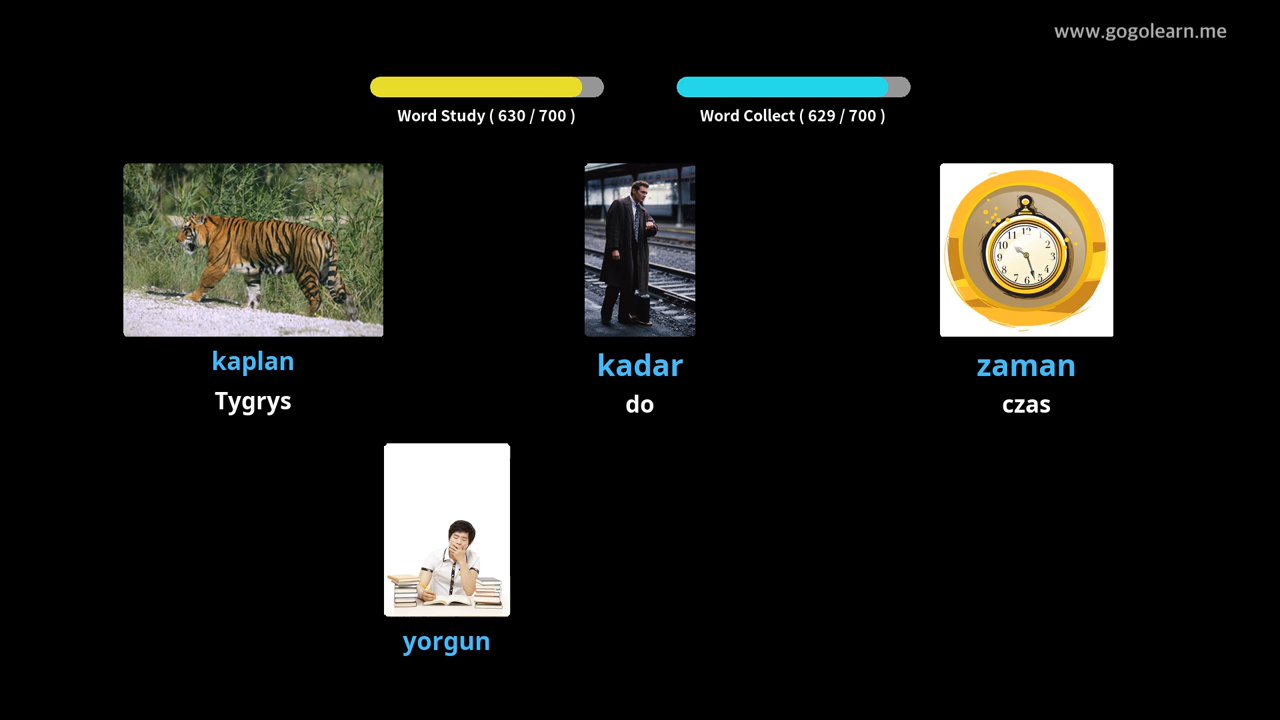 www.gogolearn.me
Word Study ( 630 / 700 )
Word Collect ( 629 / 700 )
kaplan
Tygrys
kadar
do
zaman
czas
yorgun